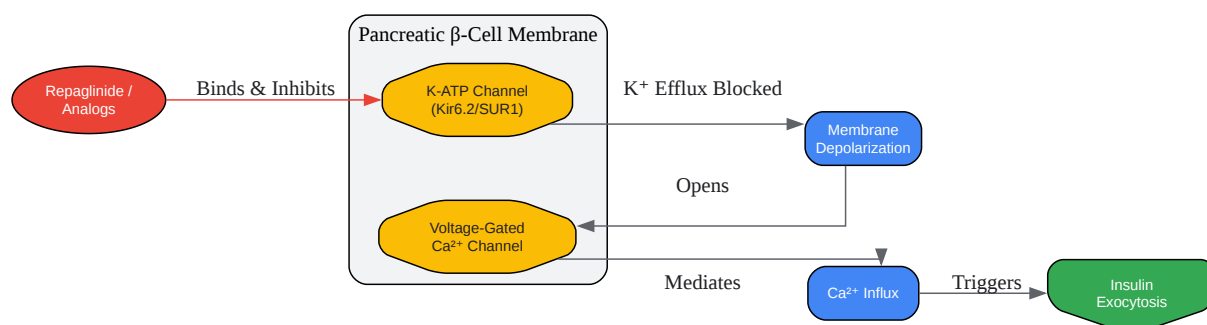 Pancreatic β-Cell Membrane
Repaglinide /
Analogs
Binds & Inhibits
K-ATP Channel
(Kir6.2/SUR1)
K⁺ Efflux Blocked
Membrane
Depolarization
Opens
Voltage-Gated
Ca²⁺ Channel
Mediates
Ca²⁺ Influx
Triggers
Insulin
Exocytosis